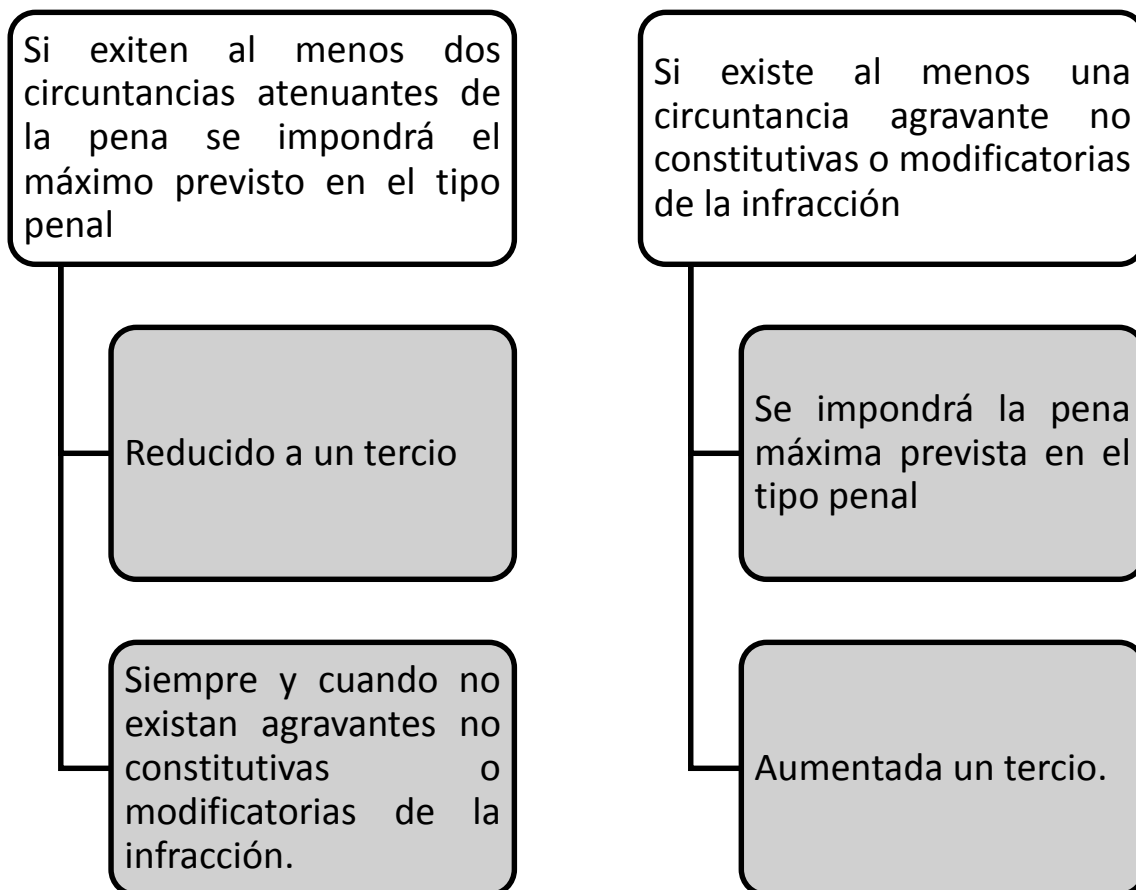 Si exiten al menos dos
circuntancias atenuantes de
la pena se impondrá el
máximo previsto en el tipo
penal
Reducido a un tercio
Siempre y cuando no
existan agravantes no
constitutivas o
modificatorias de la
infracción.
Si existe al menos una
circuntancia agravante no
constitutivas o modificatorias
de la infracción
Se impondrá la pena
máxima prevista en el
tipo penal
Aumentada un tercio.